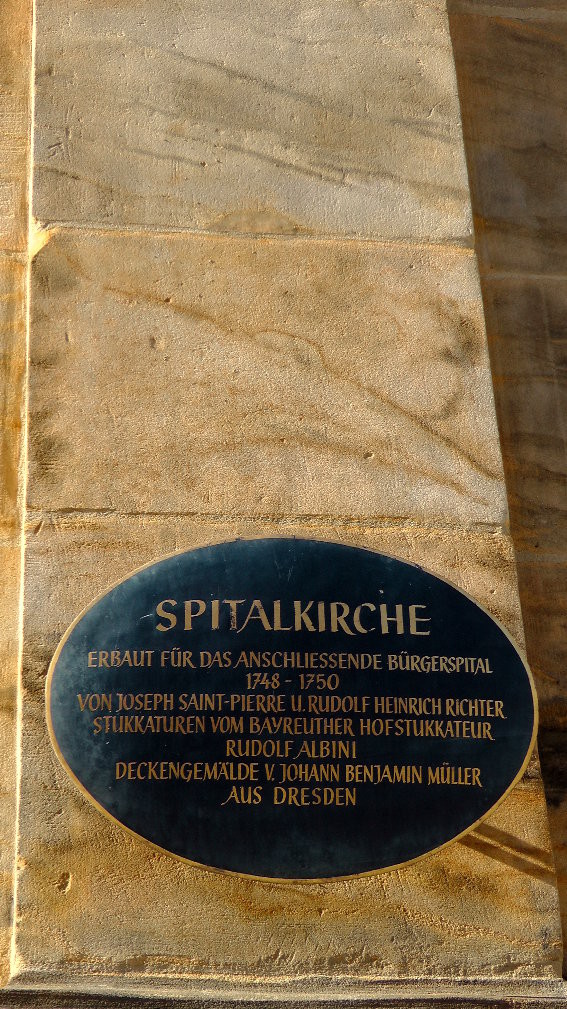 SPITALKIRCHE
ERBAUT FÜR DAS ANSCHLIESSENDE BÜRGERSPITAL
1748 - 1750
VON JOSEPH SAINT-PIERRE U. RUDOLF HEINRICH RICHTER
STUKKATUREN VOM BAYREUTHER HOFSTUKKATEUR
RUDOLF ALBINI
DECKENGEMÄLDE V. JOHANN BENJAMIN MÜLLER
AUS DRESDEN